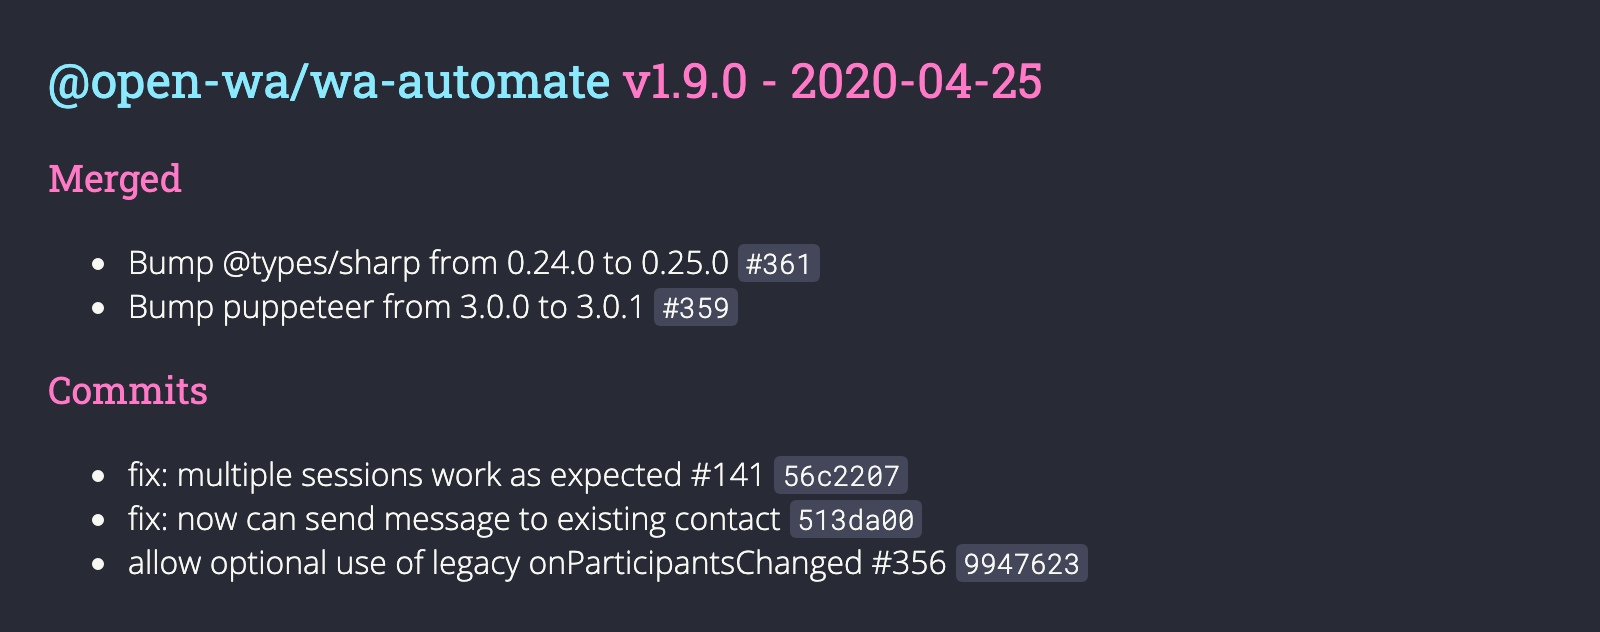 @open-wa/wa-automate v1.9.0 - 2020-04-25
Merged
Bump @types/sharp from 0.24.0 to 0.25.0 #361
Bump puppeteer from 3.0.0 to 3.0.1 #359
Commits
fix: multiple sessions work as expected #141 56c2207
fix: now can send message to existing contact 513da00
allow optional use of legacy onParticipantsChanged #356 9947623